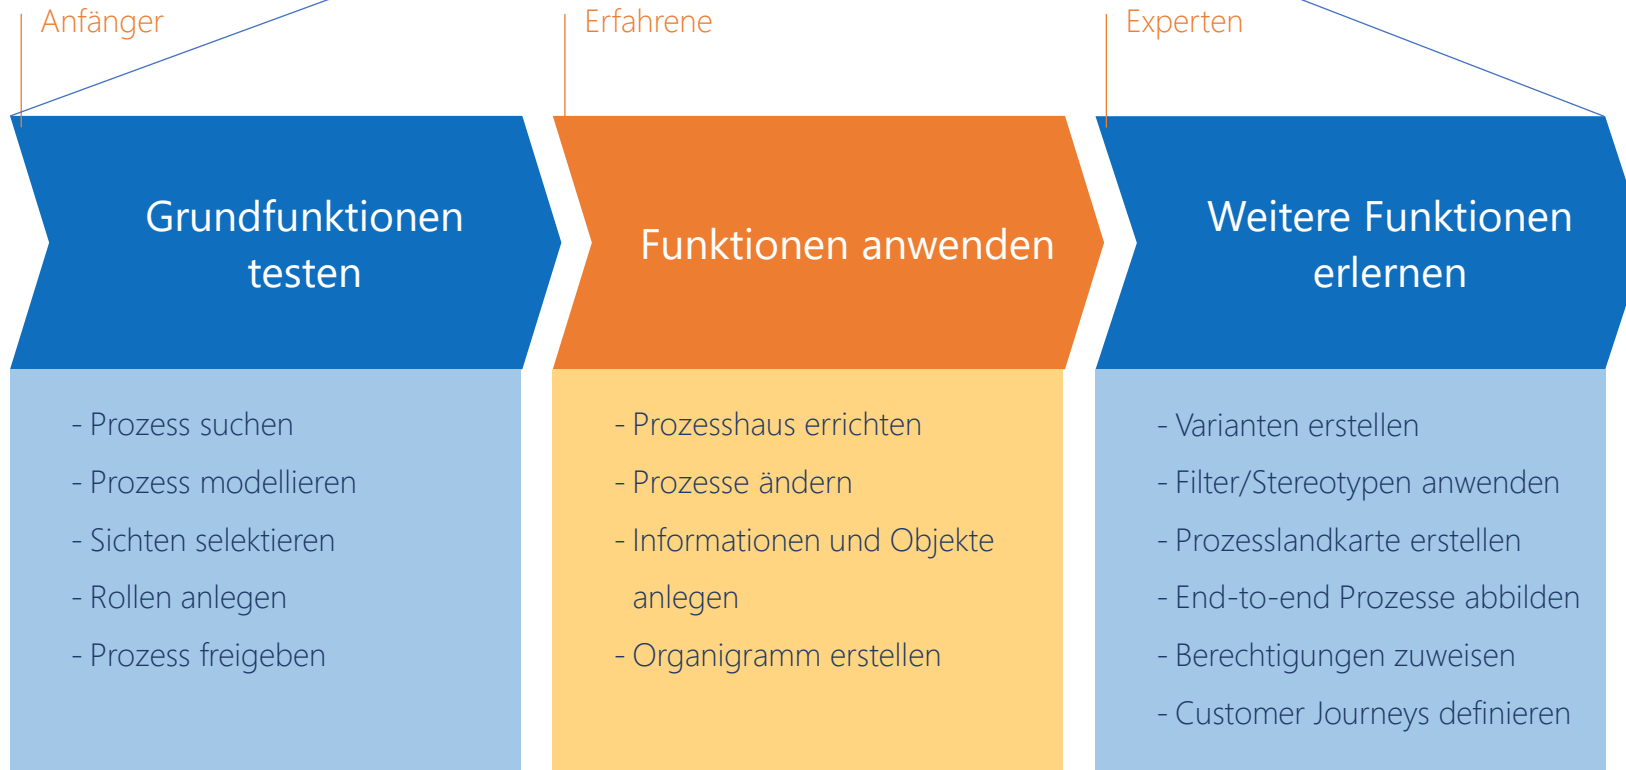 Anfänger
Erfahrene
Experten
Grundfunktionen
testen
Funktionen anwenden
Weitere Funktionen
erlernen
- Prozess suchen
- Prozess modellieren
- Sichten selektieren
- Rollen anlegen
- Prozess freigeben
- Prozesshaus errichten
- Prozesse ändern
- Informationen und Objekte
anlegen
- Organigramm erstellen
- Varianten erstellen
- Filter/Stereotypen anwenden
- Prozesslandkarte erstellen
- End-to-end Prozesse abbilden
- Berechtigungen zuweisen
- Customer Journeys definieren